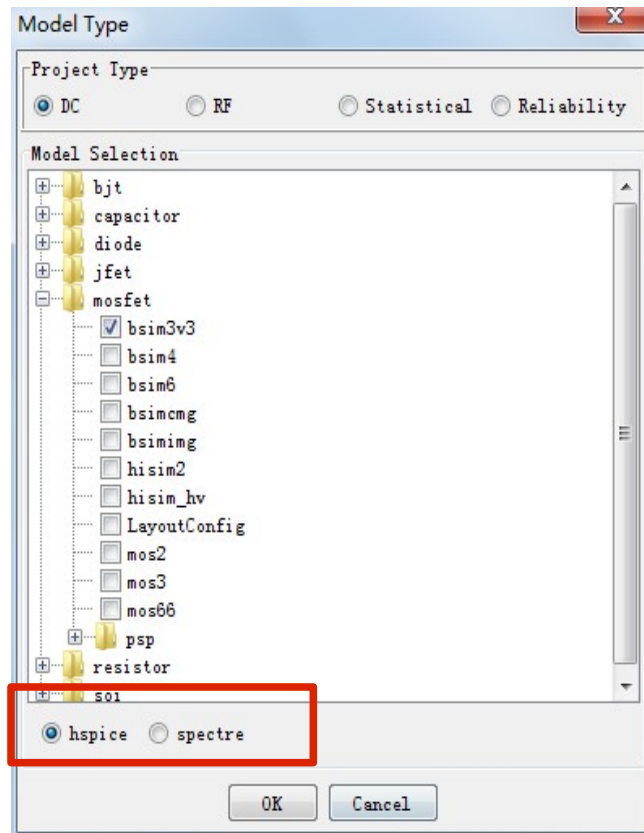 Model Type
Project Type
DC RF Statistical Reliability
Model Selection
bjt
capacitor
diode
jfet
mosfet
bsim3v3
bsim4
bsim6
bsimcmg
bsimimg
hisim2
hisim_hv
LayoutConfig
mos2
mos3
mos66
psp
resistor
soi
hspice spectre
OK Cancel